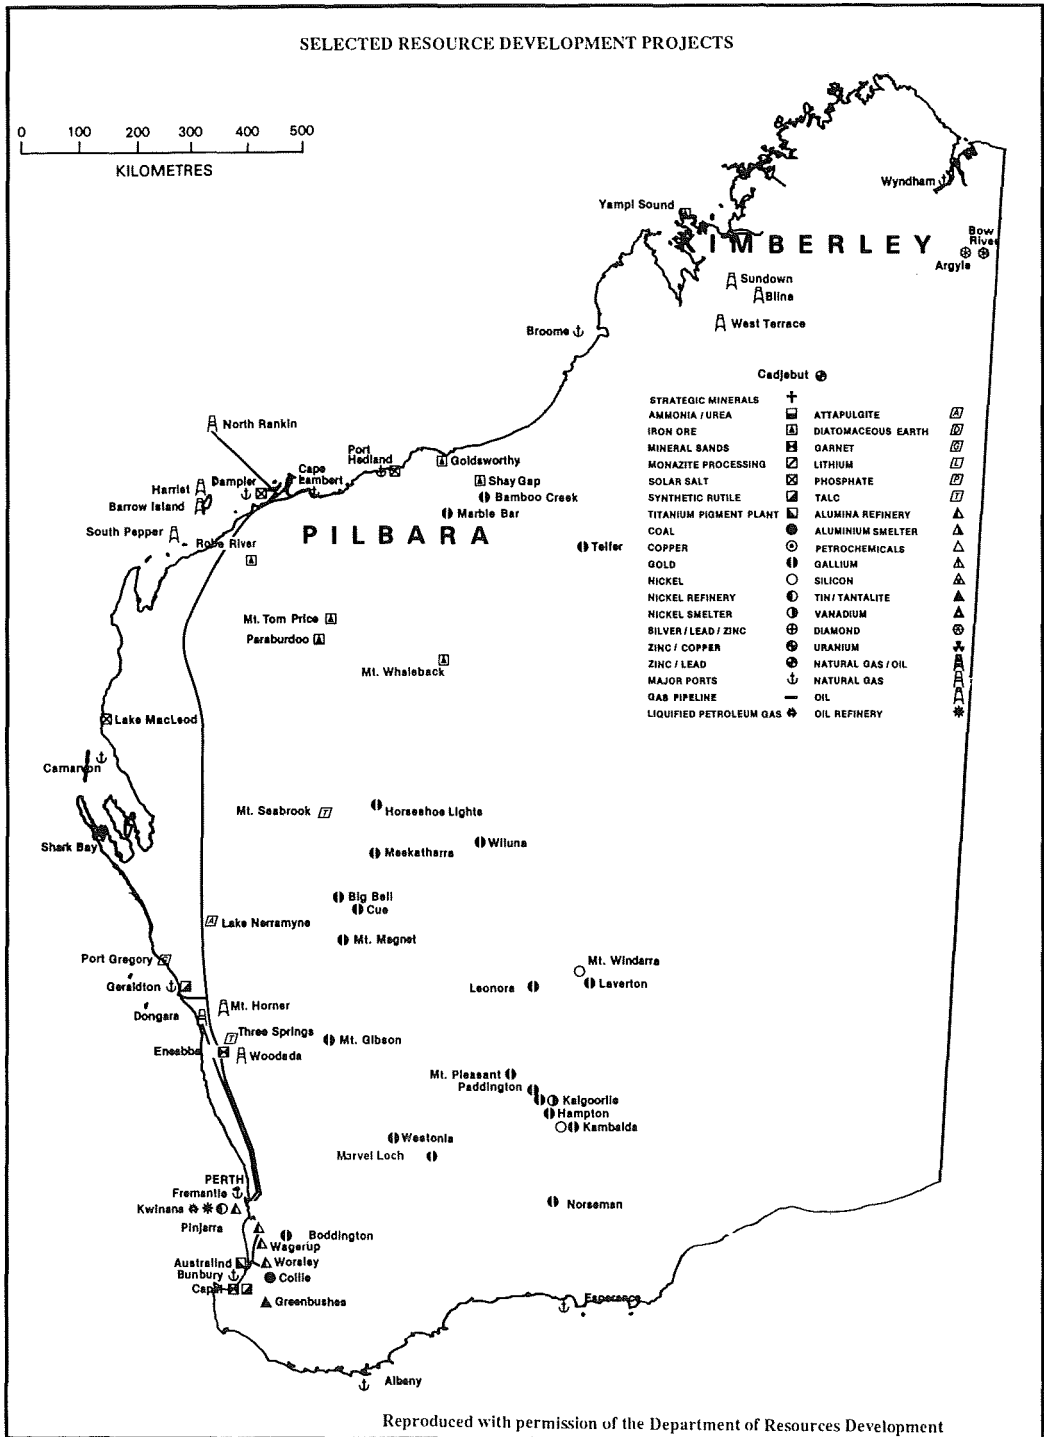 SELECTED RESOURCE DEVELOPMENT PROJECTS
0 100 200 300 400 500
KILOMETRES
Wyndham
Yampi Sound
KIMBERLEY
Bow River
Argyle
Sundown
Blina
West Terrace
Broome
Cadjebut
STRATEGIC MINERALS
AMMONIA / UREA
IRON ORE
MINERAL SANDS
MONAZITE PROCESSING
SOLAR SALT
SYNTHETIC RUTILE
TITANIUM PIGMENT PLANT
COAL
COPPER
GOLD
NICKEL
NICKEL REFINERY
NICKEL SMELTER
SILVER / LEAD / ZINC
ZINC / COPPER
ZINC / LEAD
MAJOR PORTS
GAS PIPELINE
LIQUIFIED PETROLEUM GAS
ATTAPULGITE A
DIATOMACEOUS EARTH D
GARNET G
LITHIUM L
PHOSPHATE P
TALC T
ALUMINA REFINERY
ALUMINIUM SMELTER
PETROCHEMICALS
GALLIUM
SILICON
TIN / TANTALITE
VANADIUM
DIAMOND
URANIUM
NATURAL GAS / OIL
NATURAL GAS
OIL
OIL REFINERY
North Rankin
Port Hedland
Goldsworthy
Cape Lambert
Dampier
Shay Gap
Harriet
Bamboo Creek
Barrow Island
Marble Bar
South Pepper
PILBARA
Robe River
Telfer
Mt. Tom Price
Paraburdoo
Mt. Whaleback
Lake MacLeod
Carnarvon
Mt. Seabrook T
Horseshoe Lights
Shark Bay
Wiluna
Meekatharra
Big Bell
Cue
A Lake Nerramyne
Mt. Magnet
Port Gregory G
Mt. Windarra
Geraldton
Leonora
Laverton
Mt. Horner
Dongara
T Three Springs
Mt. Gibson
Eneabba
Woodada
Mt. Pleasant
Paddington
Kalgoorlie
Hampton
Kambalda
Westonia
Marvel Loch
PERTH
Fremantle
Kwinana
Norseman
Pinjarra
Boddington
Wagerup
Australind
Worsley
Bunbury
Collie
Capel
Greenbushes
Esperance
Albany
Reproduced with permission of the Department of Resources Development